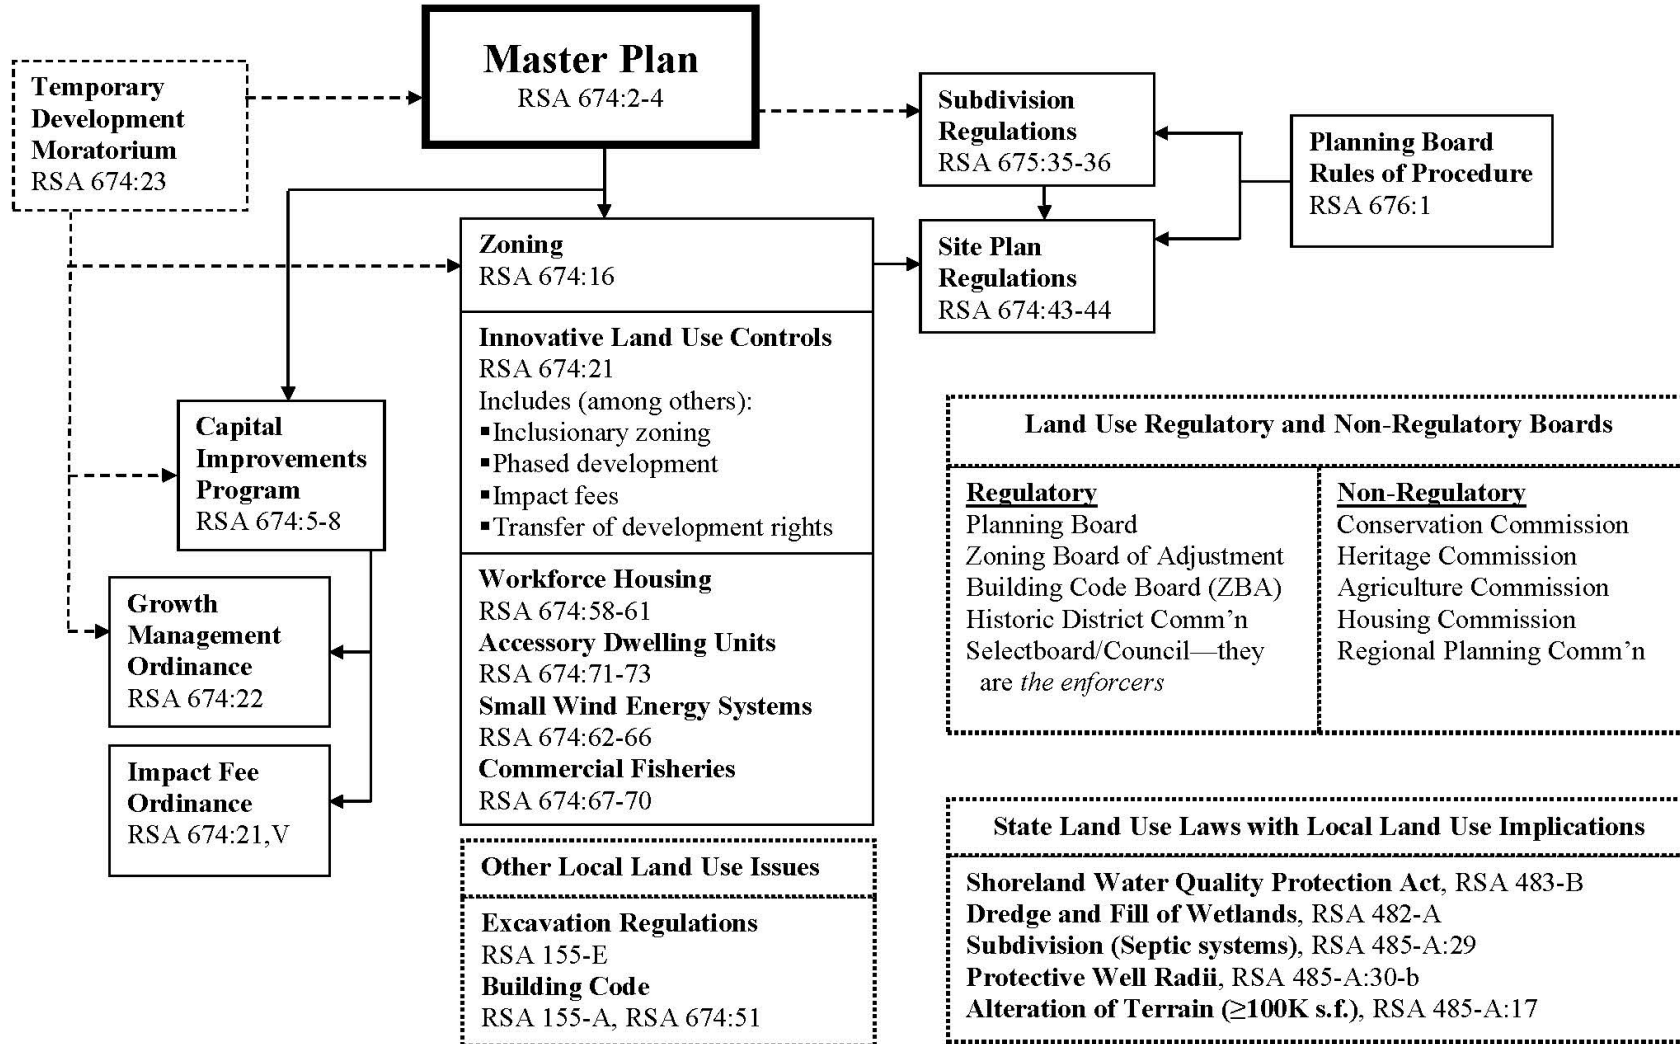 Master Plan
RSA 674:2-4
Temporary
Development
Moratorium
RSA 674:23
Subdivision
Regulations
RSA 675:35-36
Planning Board
Rules of Procedure
RSA 676:1
Zoning
RSA 674:16
Site Plan
Regulations
RSA 674:43-44
Innovative Land Use Controls
RSA 674:21
Includes (among others):
▪Inclusionary zoning
▪Phased development
▪Impact fees
▪Transfer of development rights
Capital
Improvements
Program
RSA 674:5-8
Growth
Management
Ordinance
RSA 674:22
Impact Fee
Ordinance
RSA 674:21,V
Workforce Housing
RSA 674:58-61
Accessory Dwelling Units
RSA 674:71-73
Small Wind Energy Systems
RSA 674:62-66
Commercial Fisheries
RSA 674:67-70
Other Local Land Use Issues
Excavation Regulations
RSA 155-E
Building Code
RSA 155-A, RSA 674:51
Land Use Regulatory and Non-Regulatory Boards
Regulatory
Planning Board
Zoning Board of Adjustment
Building Code Board (ZBA)
Historic District Comm’n
Selectboard/Council—they
are the enforcers
Non-Regulatory
Conservation Commission
Heritage Commission
Agriculture Commission
Housing Commission
Regional Planning Comm’n
State Land Use Laws with Local Land Use Implications
Shoreland Water Quality Protection Act, RSA 483-B
Dredge and Fill of Wetlands, RSA 482-A
Subdivision (Septic systems), RSA 485-A:29
Protective Well Radii, RSA 485-A:30-b
Alteration of Terrain (≥100K s.f.), RSA 485-A:17